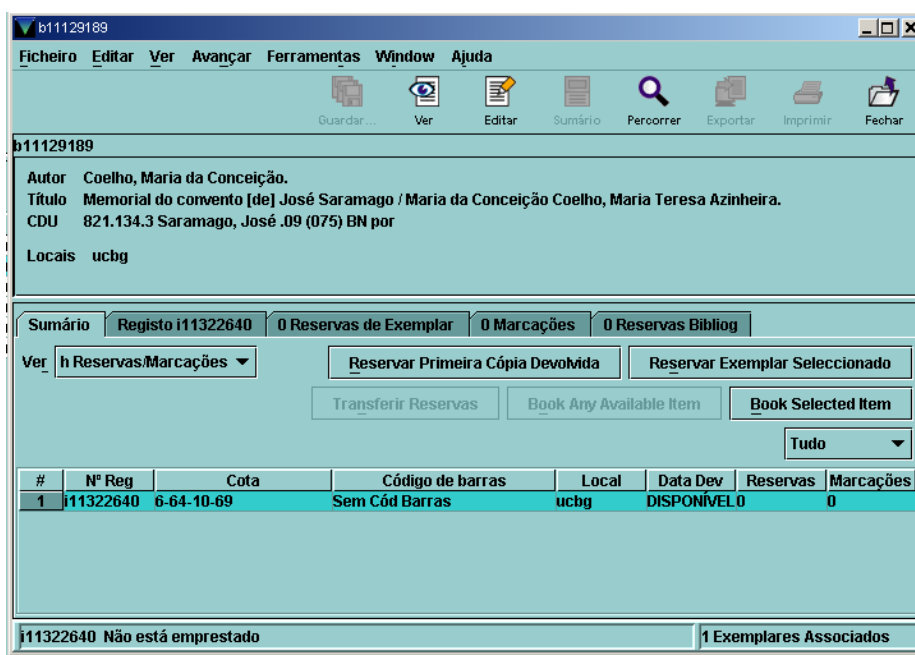 b11129189
Ficheiro Editar Ver Avançar Ferramentas Window Ajuda
Guardar... Ver Editar Sumário Percorrer Exportar Imprimir Fechar
b11129189
Autor Coelho, Maria da Conceição.
Título Memorial do convento [de] José Saramago / Maria da Conceição Coelho, Maria Teresa Azinheira.
CDU 821.134.3 Saramago, José .09 (075) BN por
Locais ucbg
Sumário Registo i11322640 0 Reservas de Exemplar 0 Marcações 0 Reservas Bibliog
Ver h Reservas/Marcações Reservar Primeira Cópia Devolvida Reservar Exemplar Seleccionado
Transferir Reservas Book Any Available Item Book Selected Item
Tudo
# Nº Reg Cota Código de barras Local Data Dev Reservas Marcações
1 i11322640 6-64-10-69 Sem Cód Barras ucbg DISPONÍVEL 0 0
i11322640 Não está emprestado 1 Exemplares Associados